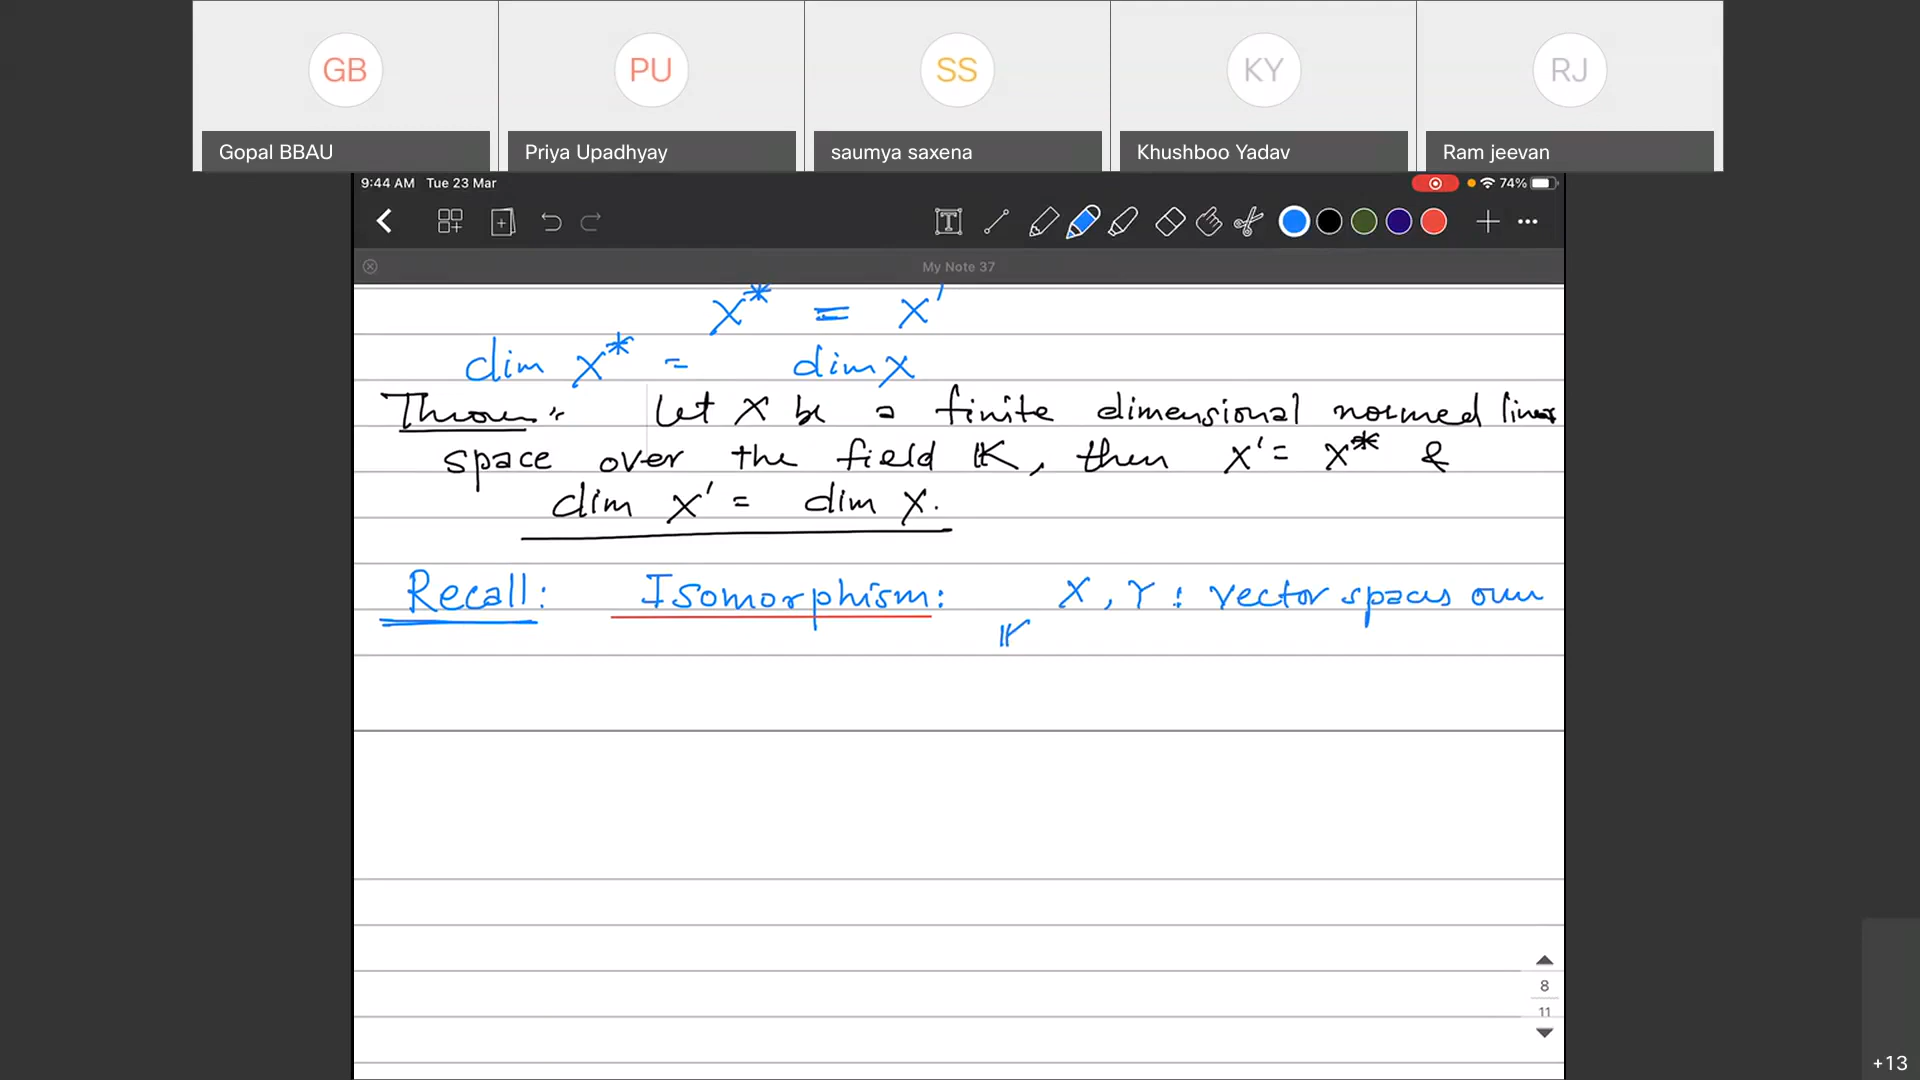 GB PU SS KY RJ
Gopal BBAU Priya Upadhyay saumya saxena Khushboo Yadav Ram jeevan
9:44 AM Tue 23 Mar 74%
My Note 37
X* = X'
dim X* = dim X
Let X be a finite dimensional normed linear
space over the field K, then X' = X* &
dim X' = dim X.
Recall: Isomorphism: X, Y : vector spaces over
K
8
11
+13